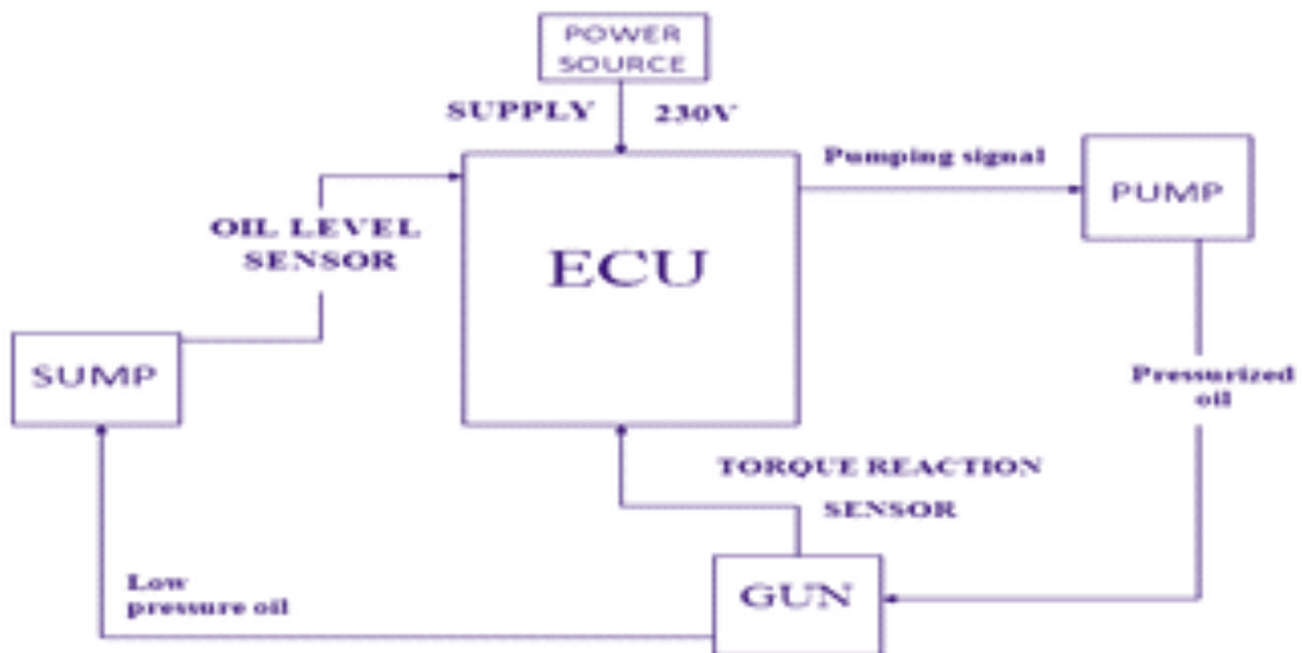 POWER
SOURCE
SUPPLY 230V
Pumping signal
PUMP
OIL LEVEL
SENSOR
ECU
SUMP
Pressurized
oil
TORQUE REACTION
SENSOR
Low
pressure oil
GUN